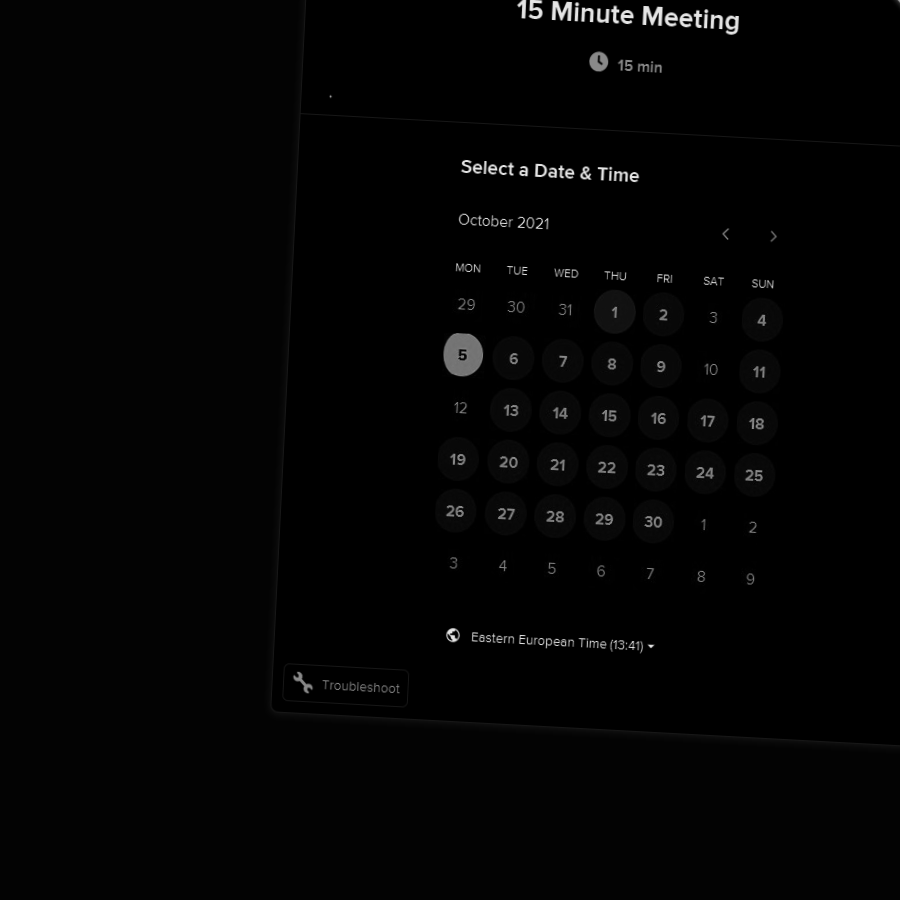 15 Minute Meeting
15 min
Select a Date & Time
October 2021
MON TUE WED THU FRI SAT SUN
29 30 31 1 2 3 4
5 6 7 8 9 10 11
12 13 14 15 16 17 18
19 20 21 22 23 24 25
26 27 28 29 30 1 2
3 4 5 6 7 8 9
Eastern European Time (13:41)
Troubleshoot